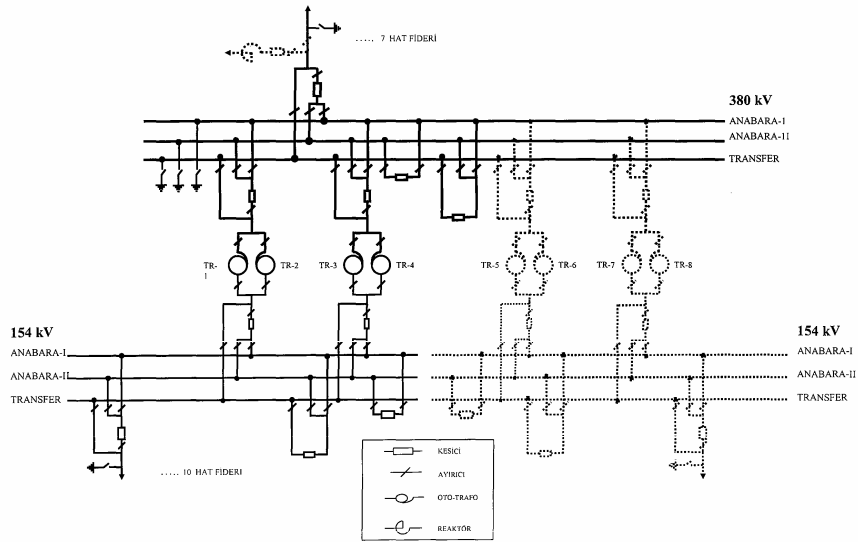 ..... 7 HAT FİDERİ
380 kV
ANABARA-I
ANABARA-II
TRANSFER
TR-1
TR-2
TR-3
TR-4
TR-5
TR-6
TR-7
TR-8
154 kV
154 kV
ANABARA-I
ANABARA-I
ANABARA-II
ANABARA-II
TRANSFER
TRANSFER
..... 10 HAT FİDERİ
KESİCİ
AYIRICI
OTO-TRAFO
REAKTÖR